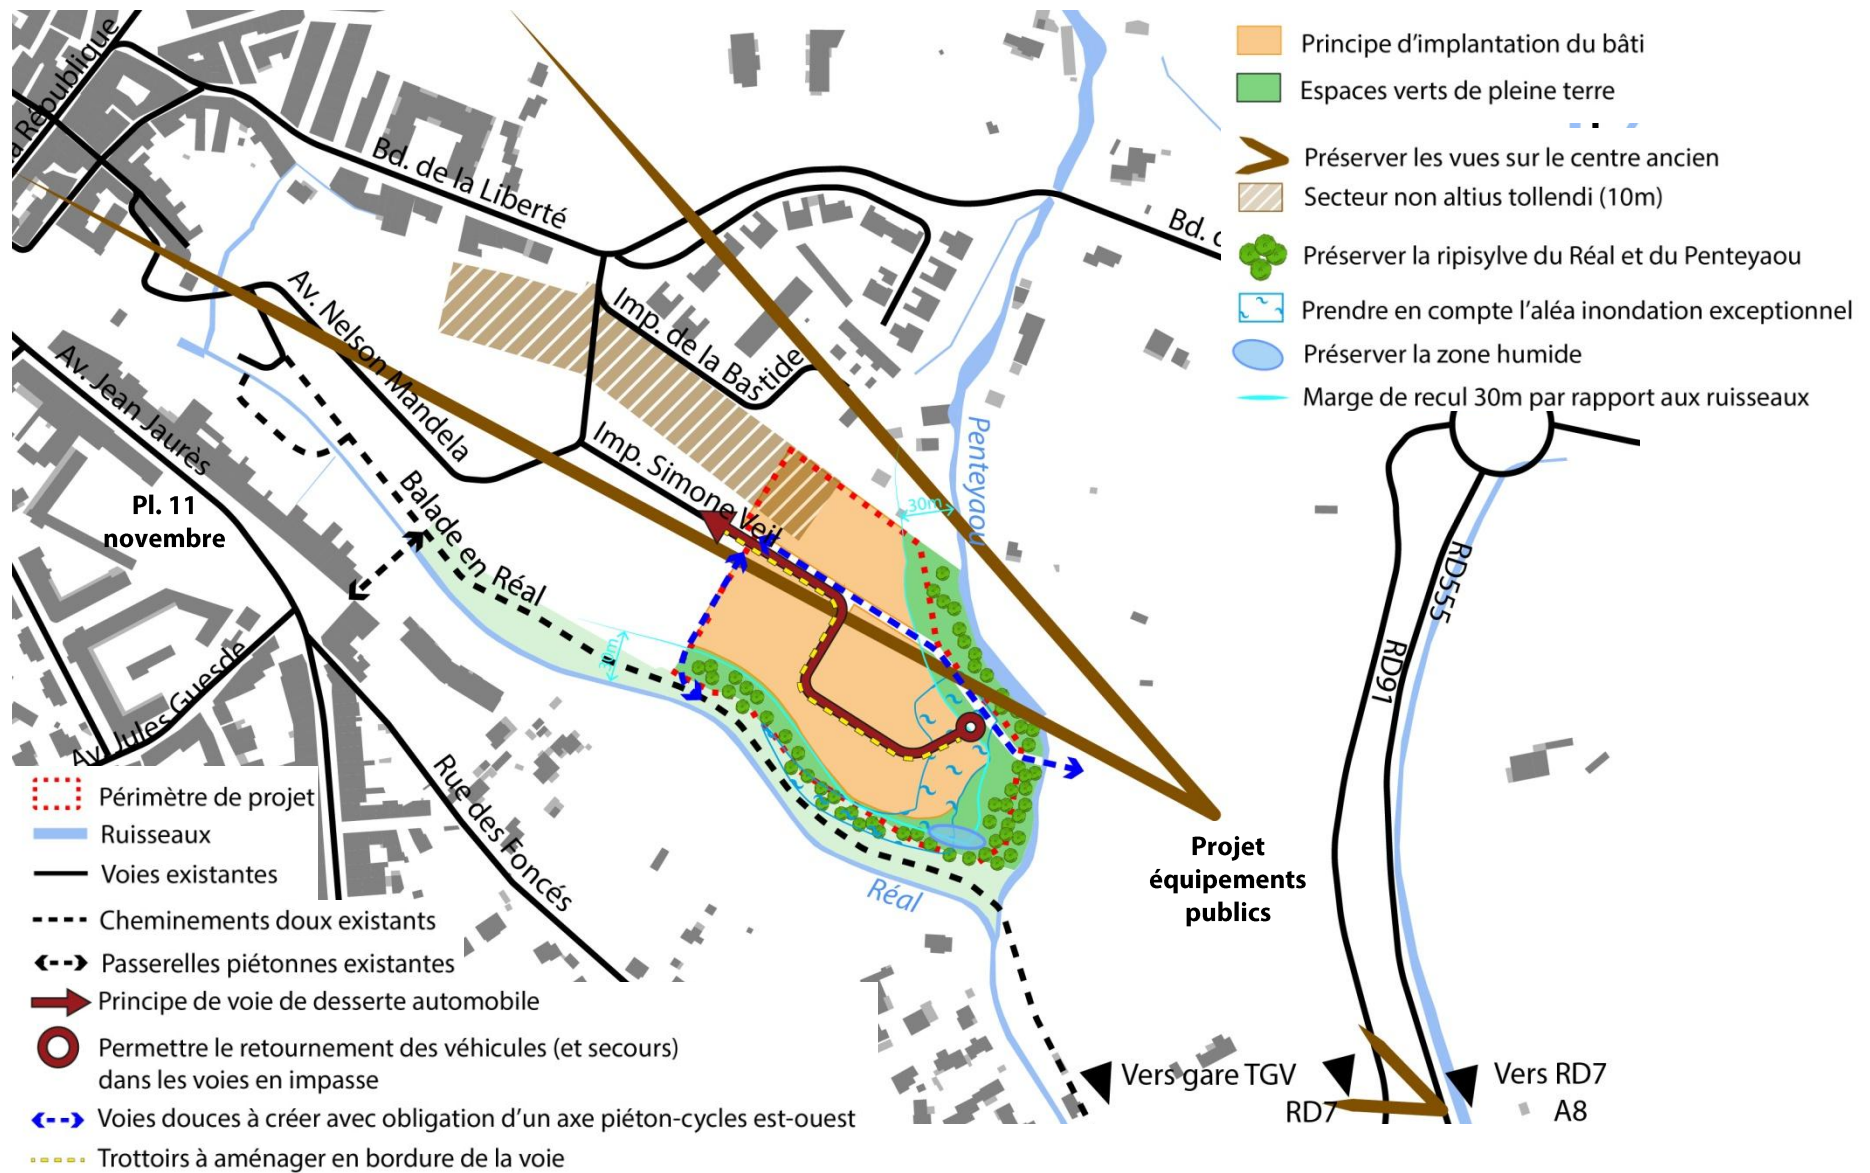 Principe d'implantation du bâti
Espaces verts de pleine terre
Préserver les vues sur le centre ancien
Secteur non altius tollendi (10m)
Préserver la ripisylve du Réal et du Penteyaou
Prendre en compte l'aléa inondation exceptionnel
Préserver la zone humide
Marge de recul 30m par rapport aux ruisseaux
la République
Bd. de la Liberté
Bd.
Av. Nelson Mandela
Imp. de la Bastide
Av. Jean Jaurès
Imp. Simone Veil
Penteyaou
30m
Pl. 11
novembre
Balade en Réal
30m
RD555
RD91
Av. Jules Guesde
Rue des Foncés
Réal
Projet
équipements
publics
Vers gare TGV
RD7
Vers RD7
A8
Périmètre de projet
Ruisseaux
Voies existantes
Cheminements doux existants
Passerelles piétonnes existantes
Principe de voie de desserte automobile
Permettre le retournement des véhicules (et secours)
dans les voies en impasse
Voies douces à créer avec obligation d'un axe piéton-cycles est-ouest
Trottoirs à aménager en bordure de la voie